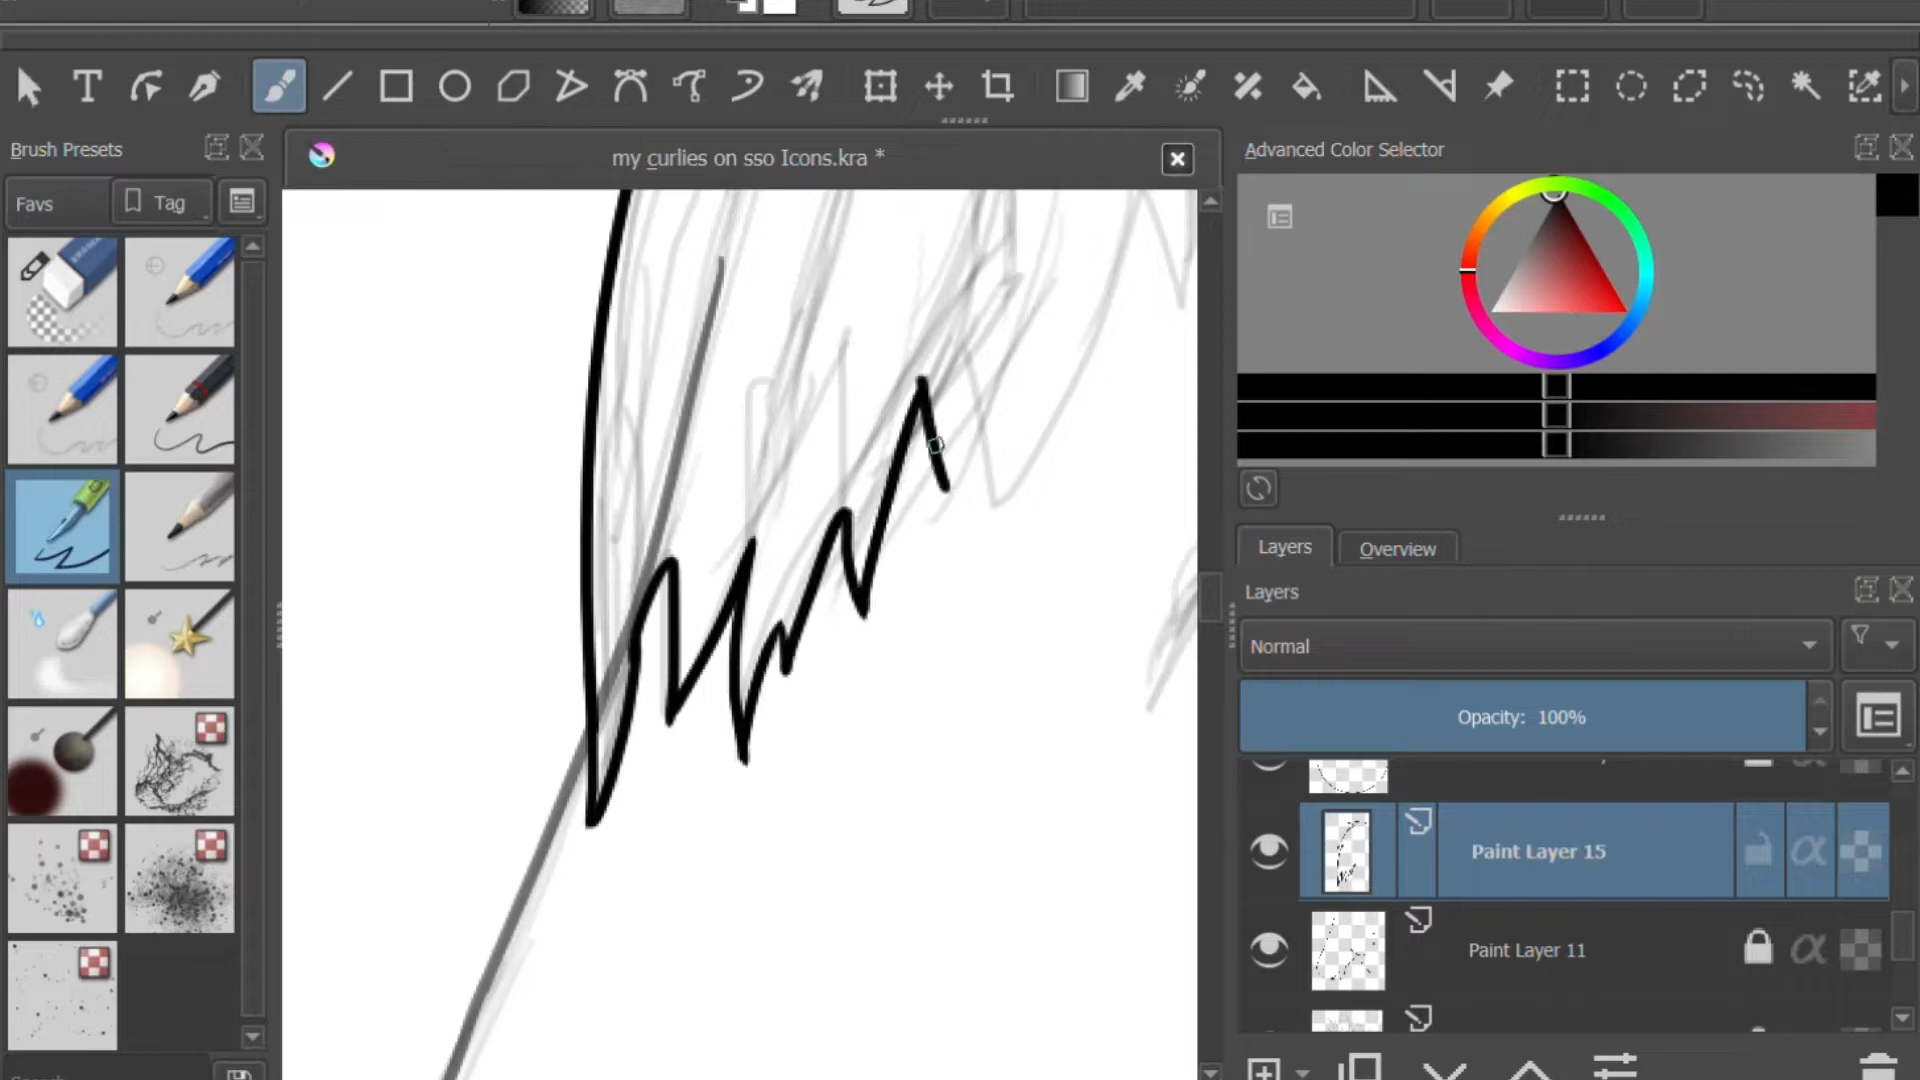 Brush Presets
my curlies on sso Icons.kra *
Advanced Color Selector
Favs
Tag
Layers
Overview
Layers
Normal
Opacity: 100%
Paint Layer 15
Paint Layer 11